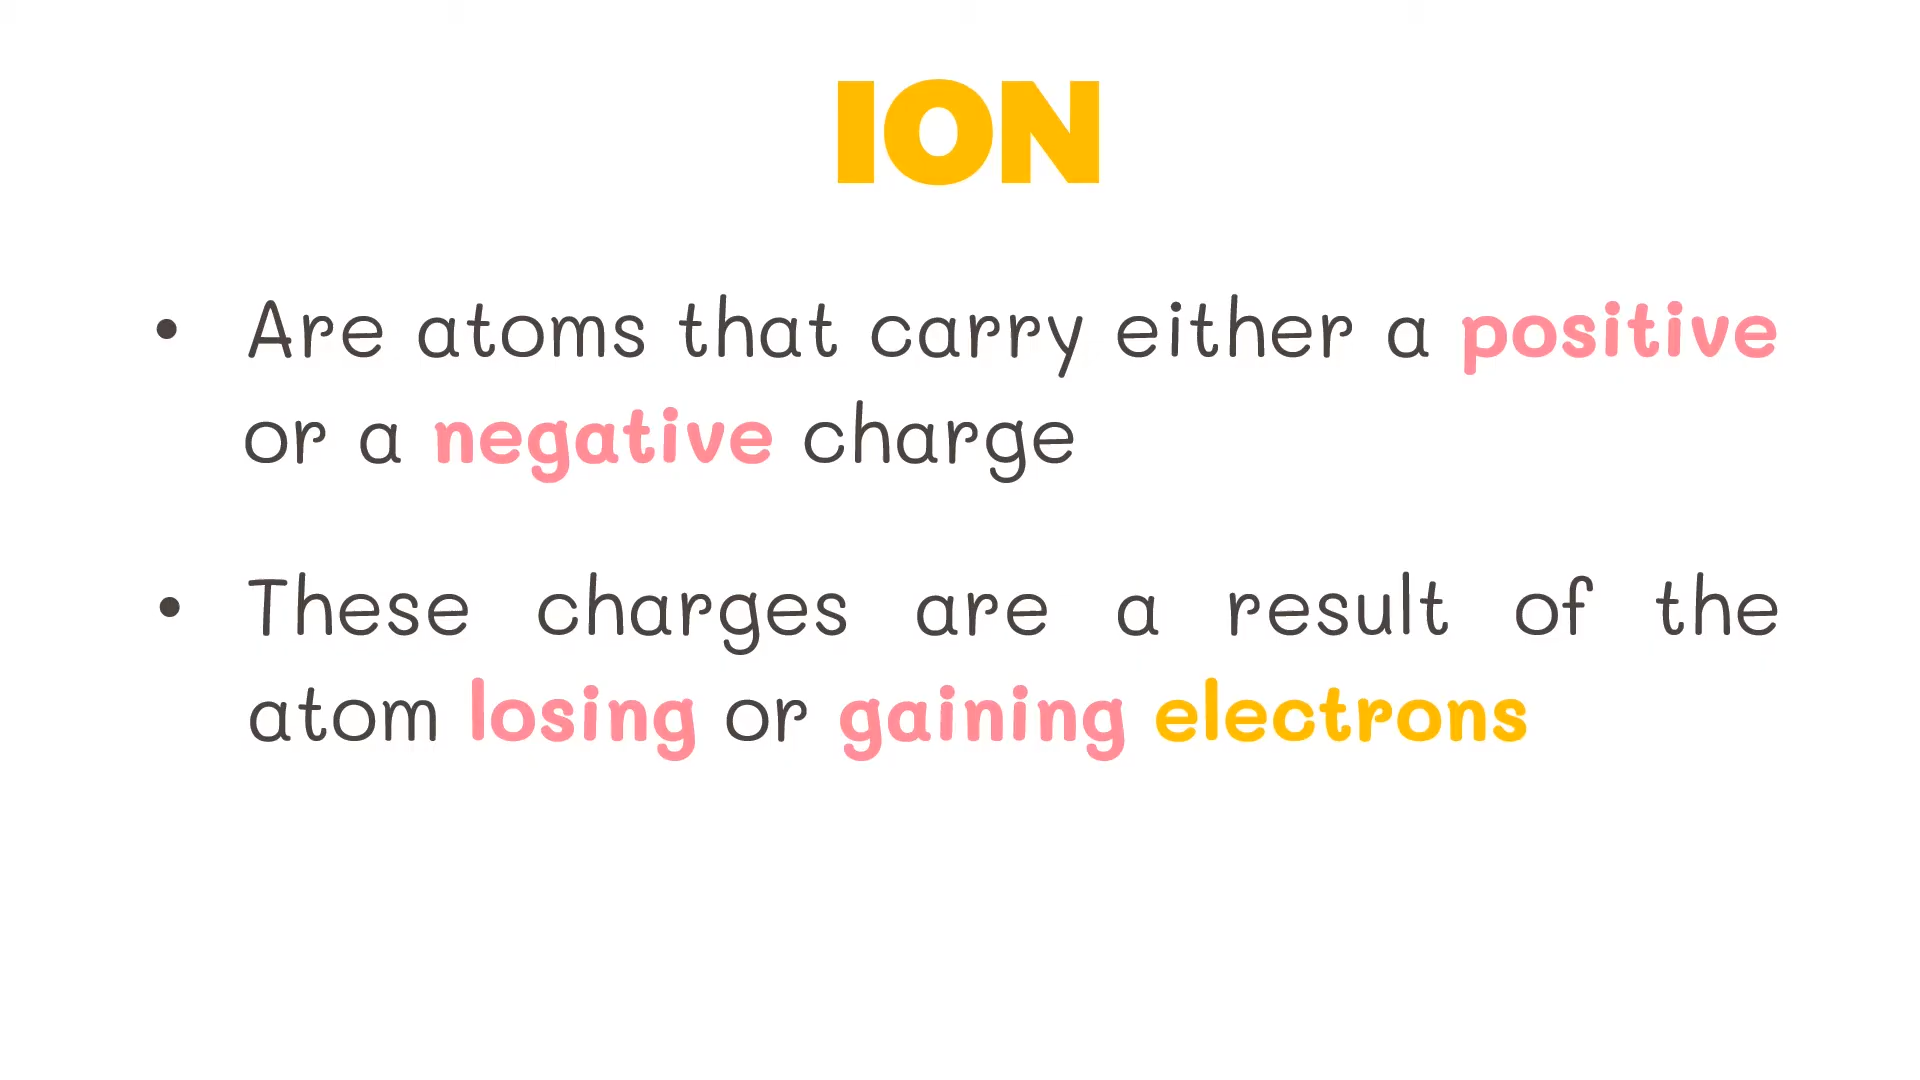 ION
• Are atoms that carry either a positive
or a negative charge
• These charges are a result of the
atom losing or gaining electrons